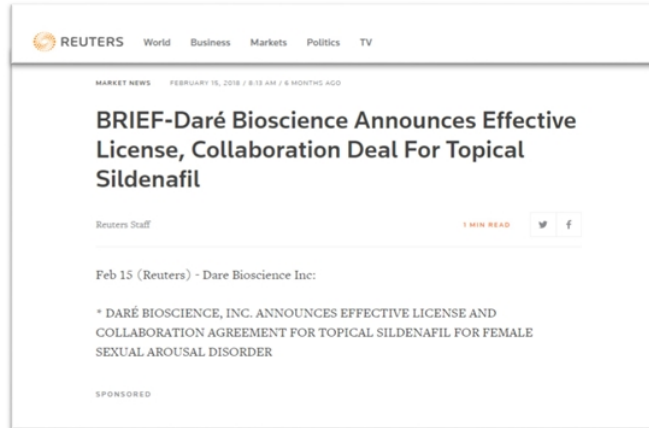 REUTERS World Business Markets Politics TV
MARKET NEWS FEBRUARY 15, 2018 / 8:13 AM / 6 MONTHS AGO
BRIEF-Daré Bioscience Announces Effective
License, Collaboration Deal For Topical
Sildenafil
Reuters Staff 1 MIN READ
Feb 15 (Reuters) - Dare Bioscience Inc:
* DARÉ BIOSCIENCE, INC. ANNOUNCES EFFECTIVE LICENSE AND
COLLABORATION AGREEMENT FOR TOPICAL SILDENAFIL FOR FEMALE
SEXUAL AROUSAL DISORDER
SPONSORED